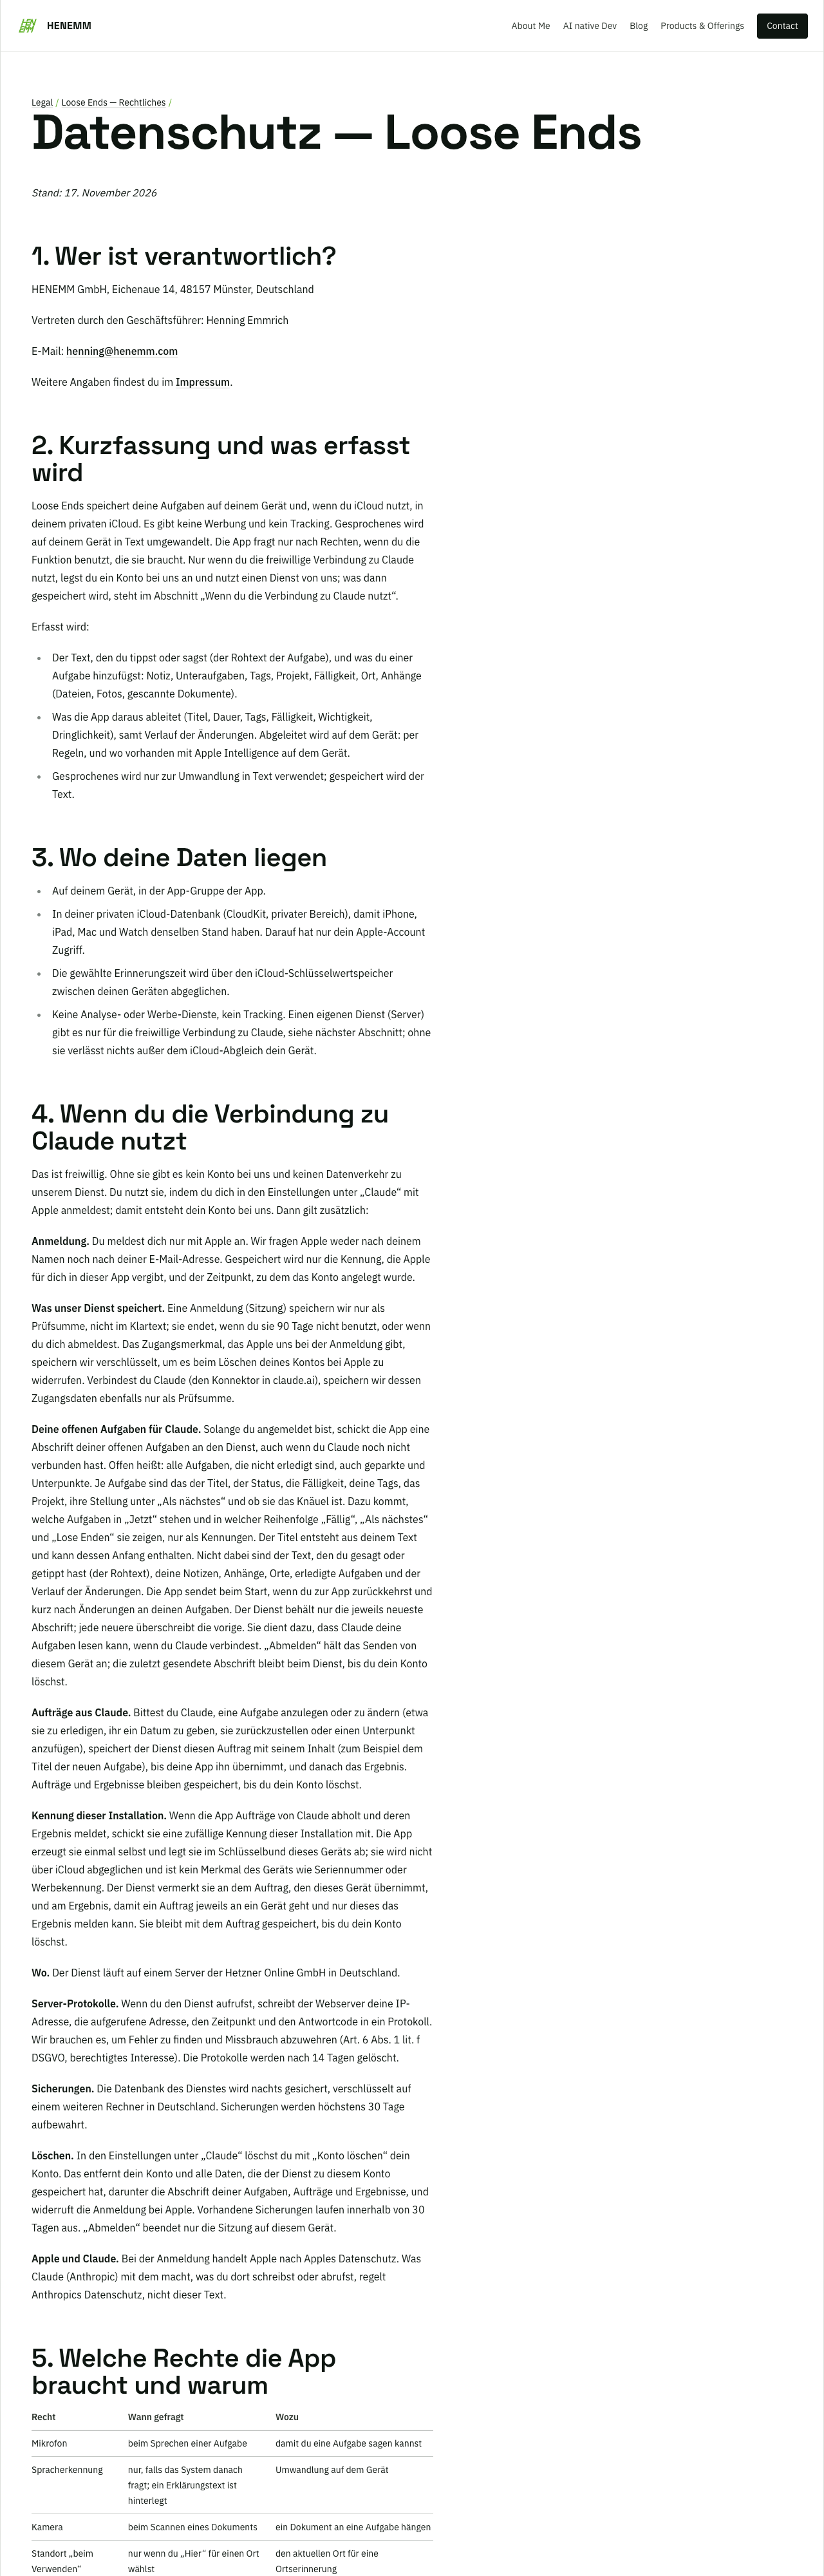 HENEMM
About Me AI native Dev Blog Products & Offerings Contact
Legal / Loose Ends — Rechtliches /
Datenschutz — Loose Ends
Stand: 17. November 2026
1. Wer ist verantwortlich?
HENEMM GmbH, Eichenaue 14, 48157 Münster, Deutschland
Vertreten durch den Geschäftsführer: Henning Emmrich
E-Mail: henning@henemm.com
Weitere Angaben findest du im Impressum.
2. Kurzfassung und was erfasst
wird
Loose Ends speichert deine Aufgaben auf deinem Gerät und, wenn du iCloud nutzt, in
deinem privaten iCloud. Es gibt keine Werbung und kein Tracking. Gesprochenes wird
auf deinem Gerät in Text umgewandelt. Die App fragt nur nach Rechten, wenn du die
Funktion benutzt, die sie braucht. Nur wenn du die freiwillige Verbindung zu Claude
nutzt, legst du ein Konto bei uns an und nutzt einen Dienst von uns; was dann
gespeichert wird, steht im Abschnitt „Wenn du die Verbindung zu Claude nutzt“.
Erfasst wird:
Der Text, den du tippst oder sagst (der Rohtext der Aufgabe), und was du einer
Aufgabe hinzufügst: Notiz, Unteraufgaben, Tags, Projekt, Fälligkeit, Ort, Anhänge
(Dateien, Fotos, gescannte Dokumente).
Was die App daraus ableitet (Titel, Dauer, Tags, Fälligkeit, Wichtigkeit,
Dringlichkeit), samt Verlauf der Änderungen. Abgeleitet wird auf dem Gerät: per
Regeln, und wo vorhanden mit Apple Intelligence auf dem Gerät.
Gesprochenes wird nur zur Umwandlung in Text verwendet; gespeichert wird der
Text.
3. Wo deine Daten liegen
Auf deinem Gerät, in der App-Gruppe der App.
In deiner privaten iCloud-Datenbank (CloudKit, privater Bereich), damit iPhone,
iPad, Mac und Watch denselben Stand haben. Darauf hat nur dein Apple-Account
Zugriff.
Die gewählte Erinnerungszeit wird über den iCloud-Schlüsselwertspeicher
zwischen deinen Geräten abgeglichen.
Keine Analyse- oder Werbe-Dienste, kein Tracking. Einen eigenen Dienst (Server)
gibt es nur für die freiwillige Verbindung zu Claude, siehe nächster Abschnitt; ohne
sie verlässt nichts außer dem iCloud-Abgleich dein Gerät.
4. Wenn du die Verbindung zu
Claude nutzt
Das ist freiwillig. Ohne sie gibt es kein Konto bei uns und keinen Datenverkehr zu
unserem Dienst. Du nutzt sie, indem du dich in den Einstellungen unter „Claude“ mit
Apple anmeldest; damit entsteht dein Konto bei uns. Dann gilt zusätzlich:
Anmeldung. Du meldest dich nur mit Apple an. Wir fragen Apple weder nach deinem
Namen noch nach deiner E-Mail-Adresse. Gespeichert wird nur die Kennung, die Apple
für dich in dieser App vergibt, und der Zeitpunkt, zu dem das Konto angelegt wurde.
Was unser Dienst speichert. Eine Anmeldung (Sitzung) speichern wir nur als
Prüfsumme, nicht im Klartext; sie endet, wenn du sie 90 Tage nicht benutzt, oder wenn
du dich abmeldest. Das Zugangsmerkmal, das Apple uns bei der Anmeldung gibt,
speichern wir verschlüsselt, um es beim Löschen deines Kontos bei Apple zu
widerrufen. Verbindest du Claude (den Konnektor in claude.ai), speichern wir dessen
Zugangsdaten ebenfalls nur als Prüfsumme.
Deine offenen Aufgaben für Claude. Solange du angemeldet bist, schickt die App eine
Abschrift deiner offenen Aufgaben an den Dienst, auch wenn du Claude noch nicht
verbunden hast. Offen heißt: alle Aufgaben, die nicht erledigt sind, auch geparkte und
Unterpunkte. Je Aufgabe sind das der Titel, der Status, die Fälligkeit, deine Tags, das
Projekt, ihre Stellung unter „Als nächstes“ und ob sie das Knäuel ist. Dazu kommt,
welche Aufgaben in „Jetzt“ stehen und in welcher Reihenfolge „Fällig“, „Als nächstes“
und „Lose Enden“ sie zeigen, nur als Kennungen. Der Titel entsteht aus deinem Text
und kann dessen Anfang enthalten. Nicht dabei sind der Text, den du gesagt oder
getippt hast (der Rohtext), deine Notizen, Anhänge, Orte, erledigte Aufgaben und der
Verlauf der Änderungen. Die App sendet beim Start, wenn du zur App zurückkehrst und
kurz nach Änderungen an deinen Aufgaben. Der Dienst behält nur die jeweils neueste
Abschrift; jede neuere überschreibt die vorige. Sie dient dazu, dass Claude deine
Aufgaben lesen kann, wenn du Claude verbindest. „Abmelden“ hält das Senden von
diesem Gerät an; die zuletzt gesendete Abschrift bleibt beim Dienst, bis du dein Konto
löschst.
Aufträge aus Claude. Bittest du Claude, eine Aufgabe anzulegen oder zu ändern (etwa
sie zu erledigen, ihr ein Datum zu geben, sie zurückzustellen oder einen Unterpunkt
anzufügen), speichert der Dienst diesen Auftrag mit seinem Inhalt (zum Beispiel dem
Titel der neuen Aufgabe), bis deine App ihn übernimmt, und danach das Ergebnis.
Aufträge und Ergebnisse bleiben gespeichert, bis du dein Konto löschst.
Kennung dieser Installation. Wenn die App Aufträge von Claude abholt und deren
Ergebnis meldet, schickt sie eine zufällige Kennung dieser Installation mit. Die App
erzeugt sie einmal selbst und legt sie im Schlüsselbund dieses Geräts ab; sie wird nicht
über iCloud abgeglichen und ist kein Merkmal des Geräts wie Seriennummer oder
Werbekennung. Der Dienst vermerkt sie an dem Auftrag, den dieses Gerät übernimmt,
und am Ergebnis, damit ein Auftrag jeweils an ein Gerät geht und nur dieses das
Ergebnis melden kann. Sie bleibt mit dem Auftrag gespeichert, bis du dein Konto
löschst.
Wo. Der Dienst läuft auf einem Server der Hetzner Online GmbH in Deutschland.
Server-Protokolle. Wenn du den Dienst aufrufst, schreibt der Webserver deine IP-
Adresse, die aufgerufene Adresse, den Zeitpunkt und den Antwortcode in ein Protokoll.
Wir brauchen es, um Fehler zu finden und Missbrauch abzuwehren (Art. 6 Abs. 1 lit. f
DSGVO, berechtigtes Interesse). Die Protokolle werden nach 14 Tagen gelöscht.
Sicherungen. Die Datenbank des Dienstes wird nachts gesichert, verschlüsselt auf
einem weiteren Rechner in Deutschland. Sicherungen werden höchstens 30 Tage
aufbewahrt.
Löschen. In den Einstellungen unter „Claude“ löschst du mit „Konto löschen“ dein
Konto. Das entfernt dein Konto und alle Daten, die der Dienst zu diesem Konto
gespeichert hat, darunter die Abschrift deiner Aufgaben, Aufträge und Ergebnisse, und
widerruft die Anmeldung bei Apple. Vorhandene Sicherungen laufen innerhalb von 30
Tagen aus. „Abmelden“ beendet nur die Sitzung auf diesem Gerät.
Apple und Claude. Bei der Anmeldung handelt Apple nach Apples Datenschutz. Was
Claude (Anthropic) mit dem macht, was du dort schreibst oder abrufst, regelt
Anthropics Datenschutz, nicht dieser Text.
5. Welche Rechte die App
braucht und warum
Recht Wann gefragt Wozu
Mikrofon beim Sprechen einer Aufgabe damit du eine Aufgabe sagen kannst
Spracherkennung nur, falls das System danach Umwandlung auf dem Gerät
fragt; ein Erklärungstext ist
hinterlegt
Kamera beim Scannen eines Dokuments ein Dokument an eine Aufgabe hängen
Standort „beim nur wenn du „Hier“ für einen Ort den aktuellen Ort für eine
Verwenden“ wählst Ortserinnerung